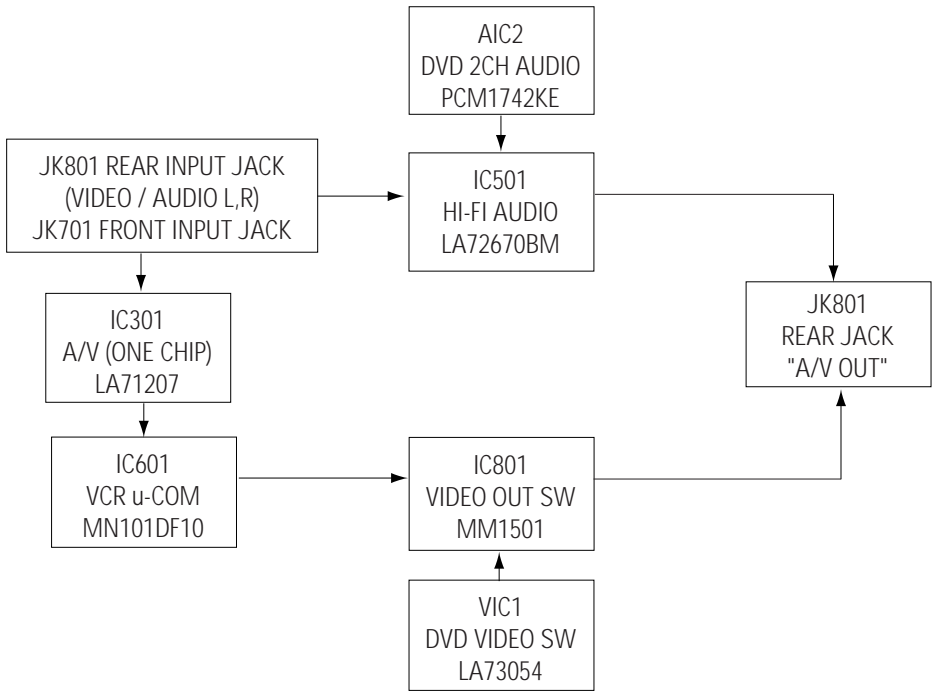 AIC2
DVD 2CH AUDIO
PCM1742KE
JK801 REAR INPUT JACK
(VIDEO / AUDIO L,R)
JK701 FRONT INPUT JACK
IC501
HI-FI AUDIO
LA72670BM
IC301
A/V (ONE CHIP)
LA71207
JK801
REAR JACK
"A/V OUT"
IC601
VCR u-COM
MN101DF10
IC801
VIDEO OUT SW
MM1501
VIC1
DVD VIDEO SW
LA73054